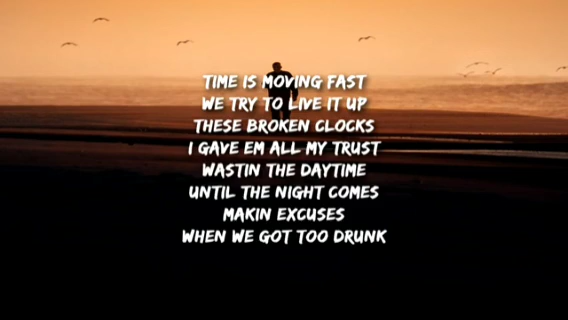 TIME IS MOVING FAST
WE TRY TO LIVE IT UP
THESE BROKEN CLOCKS
I GAVE EM ALL MY TRUST
WASTIN THE DAYTIME
UNTIL THE NIGHT COMES
MAKIN EXCUSES
WHEN WE GOT TOO DRUNK